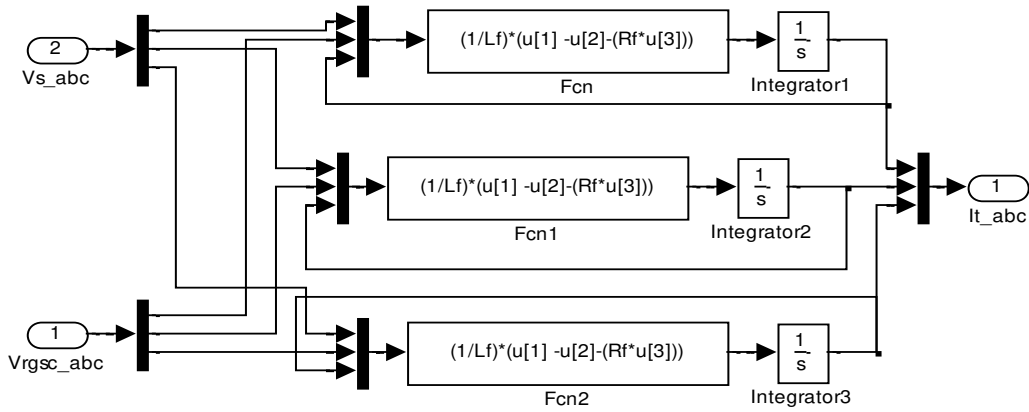 2
Vs_abc
(1/Lf)*(u[1] -u[2]-(Rf*u[3]))
Fcn
1
s
Integrator1
(1/Lf)*(u[1] -u[2]-(Rf*u[3]))
Fcn1
1
s
Integrator2
1
It_abc
1
Vrgsc_abc
(1/Lf)*(u[1] -u[2]-(Rf*u[3]))
Fcn2
1
s
Integrator3